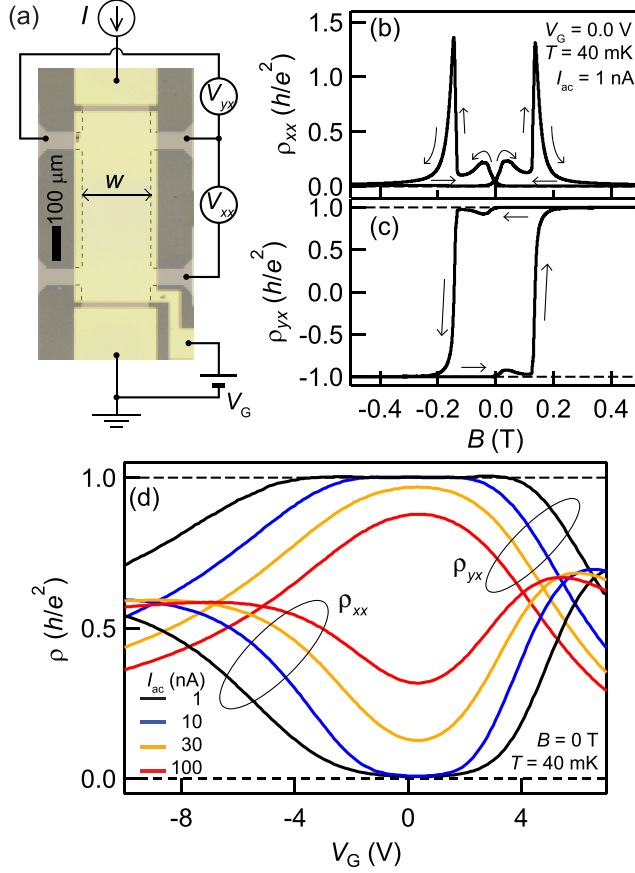 (a)
I
V_yx
w
100 μm
V_xx
V_G
(b)
V_G = 0.0 V
T = 40 mK
I_ac = 1 nA
ρ_xx (h/e²)
1.5
1.0
0.5
0.0
(c)
ρ_yx (h/e²)
1.0
0.5
0.0
-0.5
-1.0
-0.4 -0.2 0.0 0.2 0.4
B (T)
(d)
ρ (h/e²)
1.0
0.5
0.0
ρ_xx
ρ_yx
I_ac (nA)
1
10
30
100
B = 0 T
T = 40 mK
-8 -4 0 4
V_G (V)